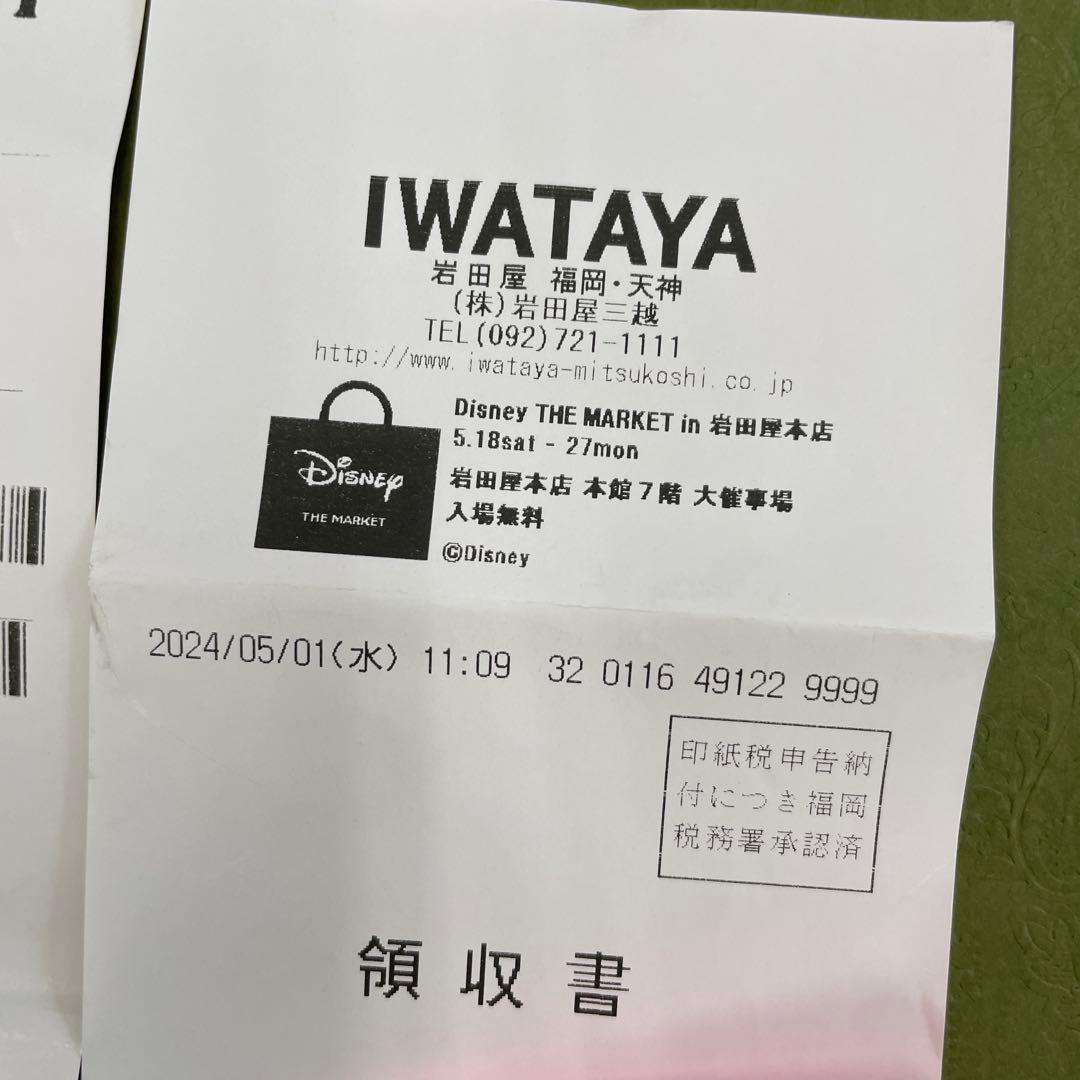 IWATAYA
岩田屋 福岡・天神
(株)岩田屋三越
TEL(092)721-1111
http://www.iwataya-mitsukoshi.co.jp
Disney THE MARKET in 岩田屋本店
5.18sat - 27mon
岩田屋本店 本館7階 大催事場
入場無料
©Disney
Disney
THE MARKET
2024/05/01(水) 11:09 32 0116 49122 9999
印紙税申告納
付につき福岡
税務署承認済
領収書